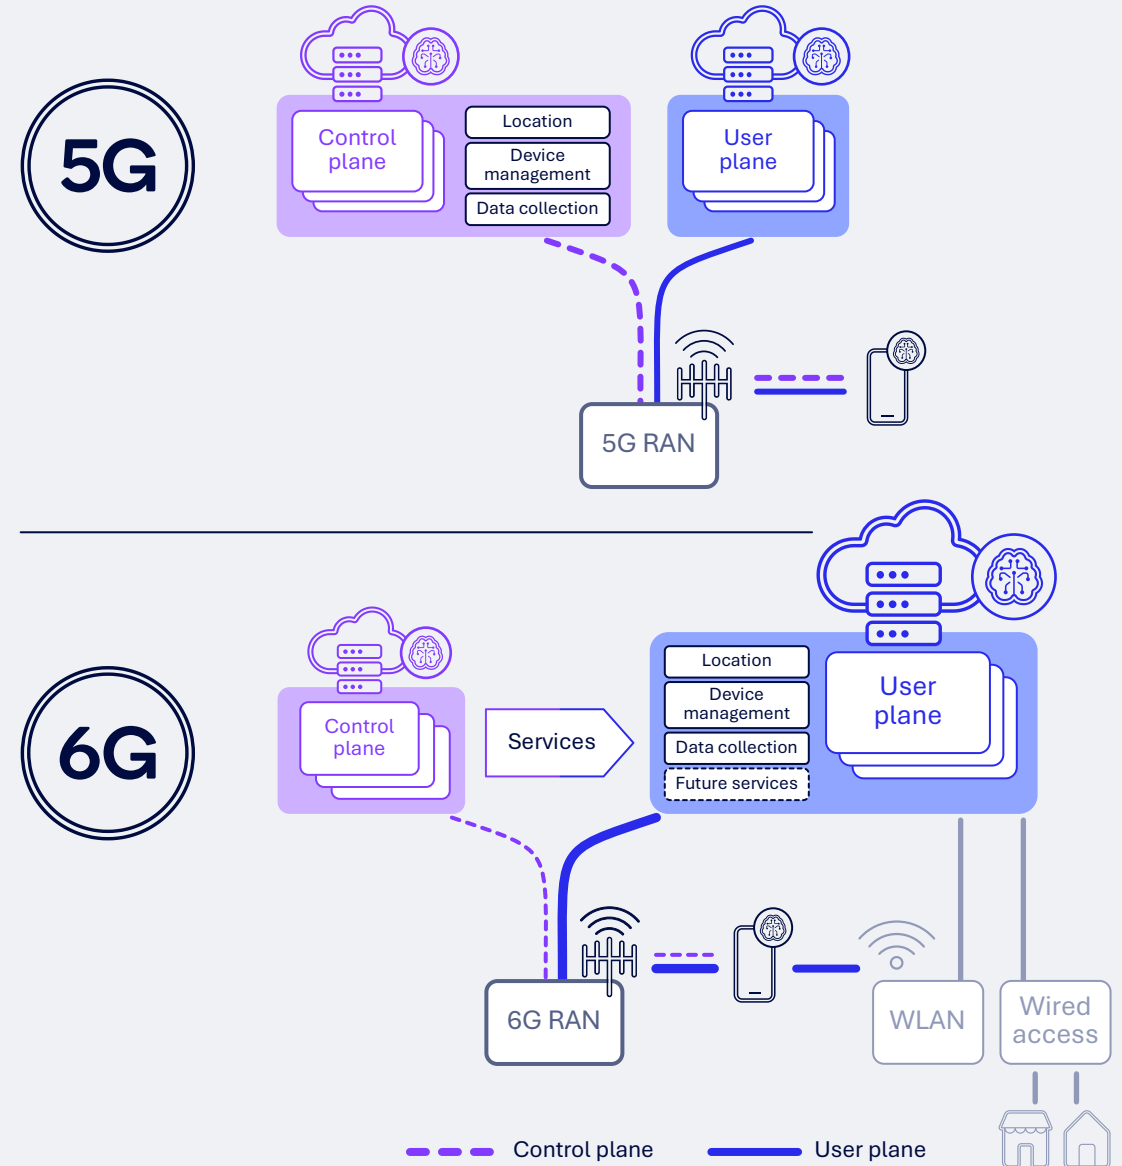 5G
Control
plane
Location
Device
management
Data collection
User
plane
5G RAN
6G
Control
plane
Services
Location
Device
management
Data collection
Future services
User
plane
6G RAN
WLAN
Wired
access
Control plane
User plane